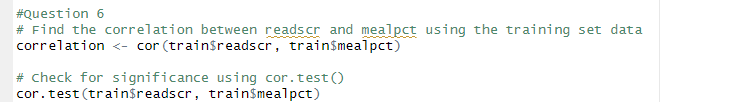 #Question 6
# Find the correlation between readscr and mealpct using the training set data
correlation <- cor(train$readscr, train$mealpct)
# Check for significance using cor.test()
cor.test(train$readscr, train$mealpct)